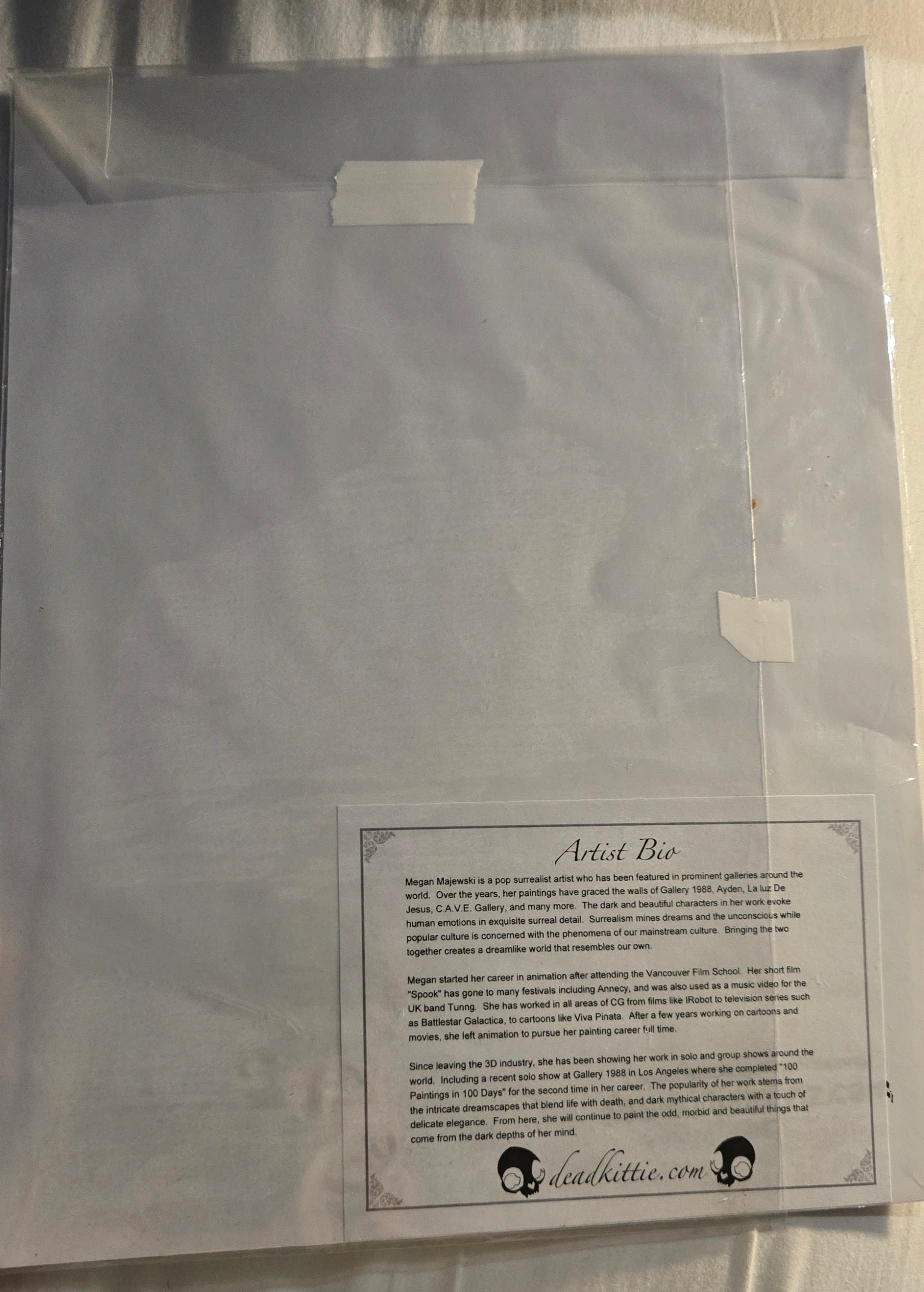 Artist Bio
Megan Majewski is a pop surrealist artist who has been featured in prominent galleries around the
world. Over the years, her paintings have graced the walls of Gallery 1988, Ayden, La luz De
Jesus, C.A.V.E. Gallery, and many more. The dark and beautiful characters in her work evoke
human emotions in exquisite surreal detail. Surrealism mines dreams and the unconscious while
popular culture is concerned with the phenomena of our mainstream culture. Bringing the two
together creates a dreamlike world that resembles our own.
Megan started her career in animation after attending the Vancouver Film School. Her short film
"Spook" has gone to many festivals including Annecy, and was also used as a music video for the
UK band Tunng. She has worked in all areas of CG from films like IRobot to television series such
as Battlestar Galactica, to cartoons like Viva Pinata. After a few years working on cartoons and
movies, she left animation to pursue her painting career full time.
Since leaving the 3D industry, she has been showing her work in solo and group shows around the
world. Including a recent solo show at Gallery 1988 in Los Angeles where she completed "100
Paintings in 100 Days" for the second time in her career. The popularity of her work stems from
the intricate dreamscapes that blend life with death, and dark mythical characters with a touch of
delicate elegance. From here, she will continue to paint the odd, morbid and beautiful things that
come from the dark depths of her mind.
deadkittie.com